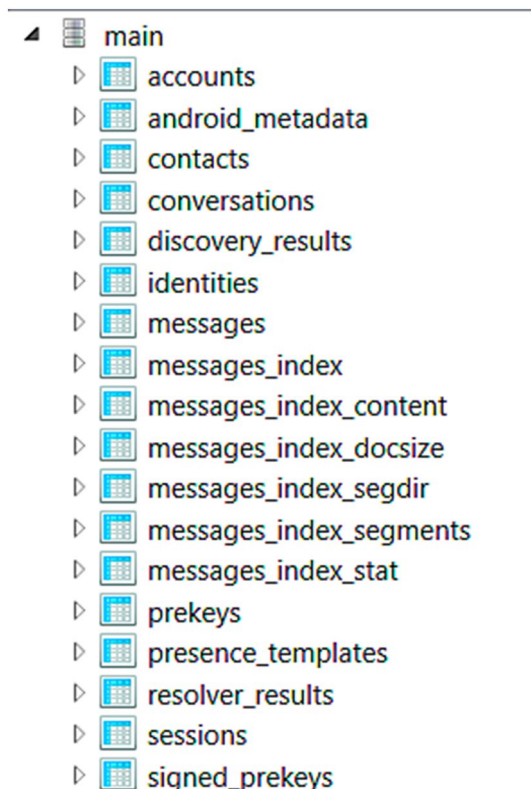 main
accounts
android_metadata
contacts
conversations
discovery_results
identities
messages
messages_index
messages_index_content
messages_index_docsize
messages_index_segdir
messages_index_segments
messages_index_stat
prekeys
presence_templates
resolver_results
sessions
signed_prekeys